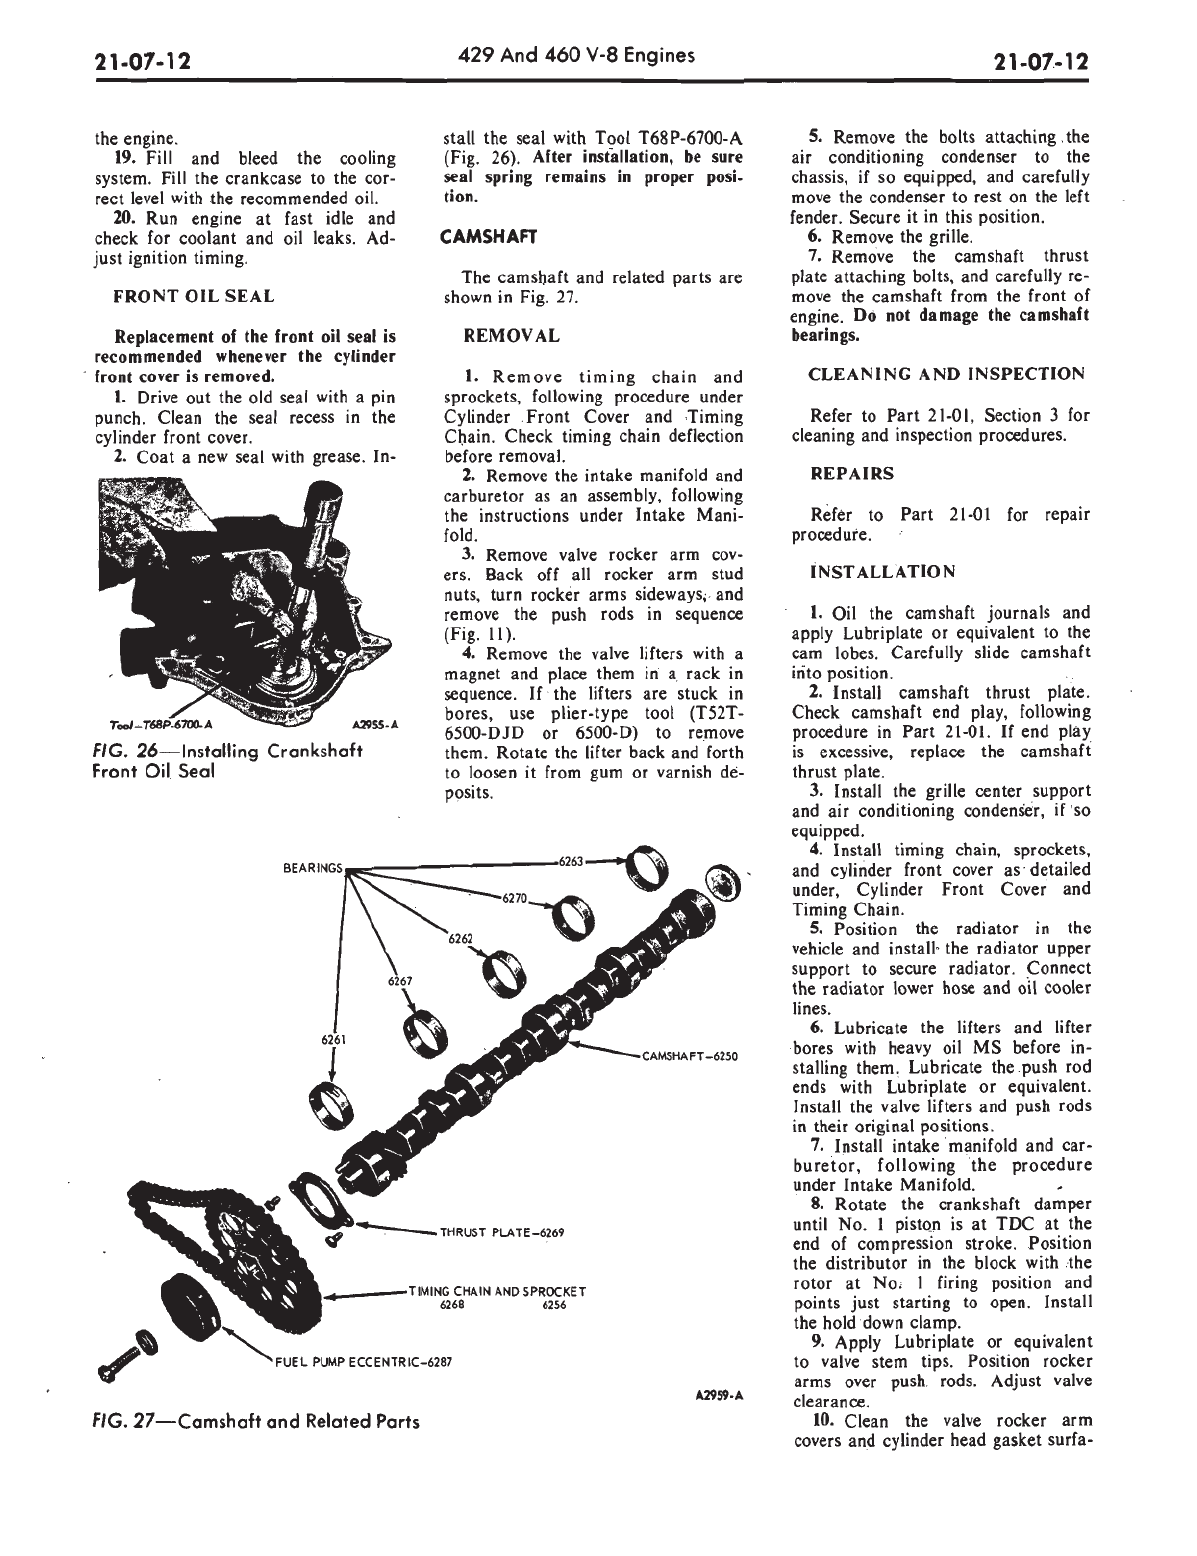 21-07-12
429 And 460 V-8 Engines
21-07-12
the engine.
19. Fill and bleed the cooling
system. Fill the crankcase to the cor-
rect level with the recommended oil.
20. Run engine at fast idle and
check for coolant and oil leaks. Ad-
just ignition timing.
FRONT OIL SEAL
Replacement of the front oil seal is
recommended whenever the cylinder
front cover is removed.
1. Drive out the old seal with a pin
punch. Clean the seal recess in the
cylinder front cover.
2. Coat a new seal with grease. In-
Tool-T68P-6700-A
A2955-A
FIG. 26—Installing Crankshaft
Front Oil Seal
stall the seal with Tool T68P-6700-A
(Fig. 26). After installation, be sure
seal spring remains in proper posi-
tion.
CAMSHAFT
The camshaft and related parts are
shown in Fig. 27.
REMOVAL
1. Remove timing chain and
sprockets, following procedure under
Cylinder Front Cover and Timing
Chain. Check timing chain deflection
before removal.
2. Remove the intake manifold and
carburetor as an assembly, following
the instructions under Intake Mani-
fold.
3. Remove valve rocker arm cov-
ers. Back off all rocker arm stud
nuts, turn rocker arms sideways, and
remove the push rods in sequence
(Fig. 11).
4. Remove the valve lifters with a
magnet and place them in a rack in
sequence. If the lifters are stuck in
bores, use plier-type tool (T52T-
6500-DJD or 6500-D) to remove
them. Rotate the lifter back and forth
to loosen it from gum or varnish de-
posits.
BEARINGS
6263
6270
6262
6267
6261
CAMSHAFT-6250
THRUST PLATE-6269
TIMING CHAIN AND SPROCKET
6268 6256
FUEL PUMP ECCENTRIC-6287
A2959-A
FIG. 27—Camshaft and Related Parts
5. Remove the bolts attaching the
air conditioning condenser to the
chassis, if so equipped, and carefully
move the condenser to rest on the left
fender. Secure it in this position.
6. Remove the grille.
7. Remove the camshaft thrust
plate attaching bolts, and carefully re-
move the camshaft from the front of
engine. Do not damage the camshaft
bearings.
CLEANING AND INSPECTION
Refer to Part 21-01, Section 3 for
cleaning and inspection procedures.
REPAIRS
Refer to Part 21-01 for repair
procedure.
INSTALLATION
1. Oil the camshaft journals and
apply Lubriplate or equivalent to the
cam lobes. Carefully slide camshaft
into position.
2. Install camshaft thrust plate.
Check camshaft end play, following
procedure in Part 21-01. If end play
is excessive, replace the camshaft
thrust plate.
3. Install the grille center support
and air conditioning condenser, if so
equipped.
4. Install timing chain, sprockets,
and cylinder front cover as detailed
under, Cylinder Front Cover and
Timing Chain.
5. Position the radiator in the
vehicle and install the radiator upper
support to secure radiator. Connect
the radiator lower hose and oil cooler
lines.
6. Lubricate the lifters and lifter
bores with heavy oil MS before in-
stalling them. Lubricate the push rod
ends with Lubriplate or equivalent.
Install the valve lifters and push rods
in their original positions.
7. Install intake manifold and car-
buretor, following the procedure
under Intake Manifold.
8. Rotate the crankshaft damper
until No. 1 piston is at TDC at the
end of compression stroke. Position
the distributor in the block with the
rotor at No. 1 firing position and
points just starting to open. Install
the hold down clamp.
9. Apply Lubriplate or equivalent
to valve stem tips. Position rocker
arms over push rods. Adjust valve
clearance.
10. Clean the valve rocker arm
covers and cylinder head gasket surfa-